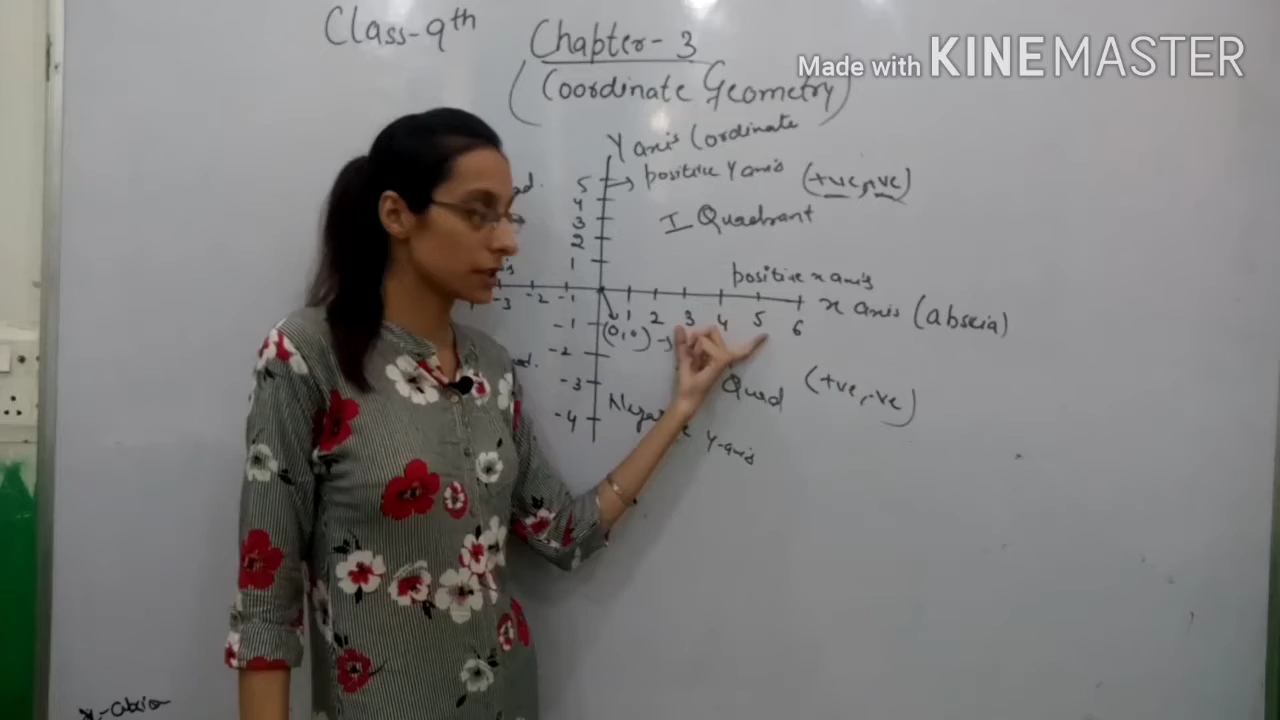 Class-9th
Chapter-3
(Coordinate Geometry)
Made with KINEMASTER
Y axis (ordinate
positive Y axis (+ve,+ve)
I Quadrant
5
4
3
2
1
positive x axis
-3 -2 -1 1 2 3 4 5 6
x axis (abscia)
(0,0)
-1
-2
-3
-4
Quad (+ve,-ve)
Y-axis
x-abscia